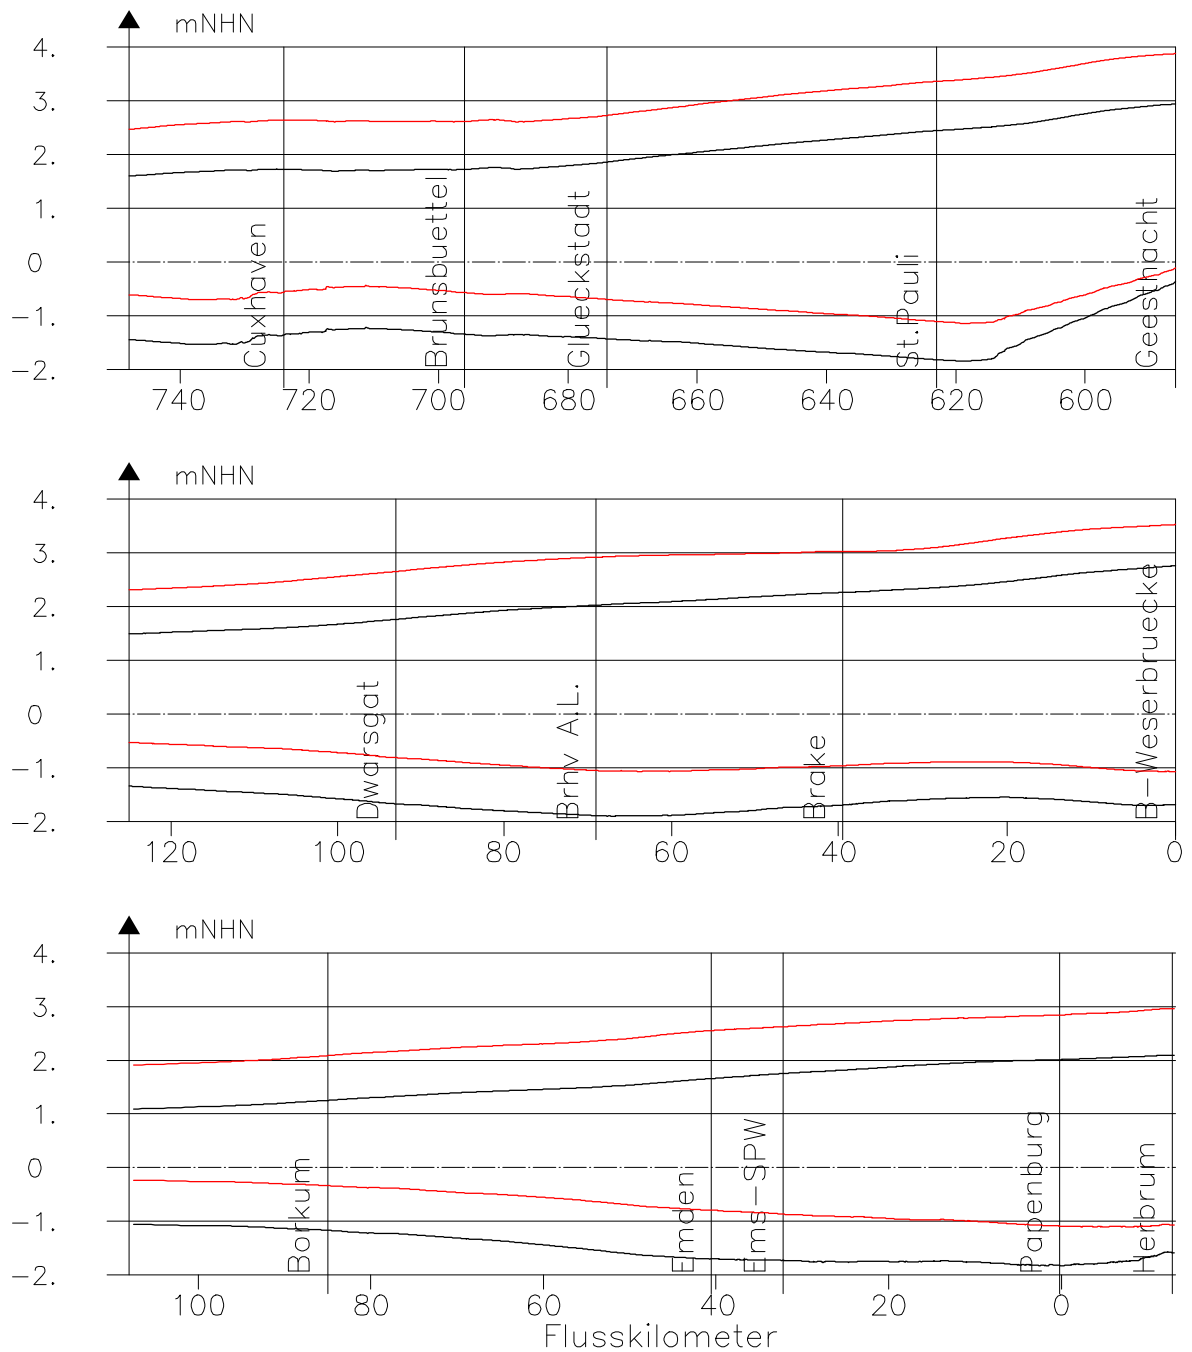 mNHN
4.
3.
2.
1.
0
-1.
-2.
Cuxhaven
Brunsbuettel
Glueckstadt
St.Pauli
Geesthacht
740 720 700 680 660 640 620 600
mNHN
4.
3.
2.
1.
0
-1.
-2.
Dwarsgat
Brhv A.L.
Brake
B-Weserbruecke
120 100 80 60 40 20 0
mNHN
4.
3.
2.
1.
0
-1.
-2.
Borkum
Emden
Ems-SPW
Papenburg
Herbrum
100 80 60 40 20 0
Flusskilometer